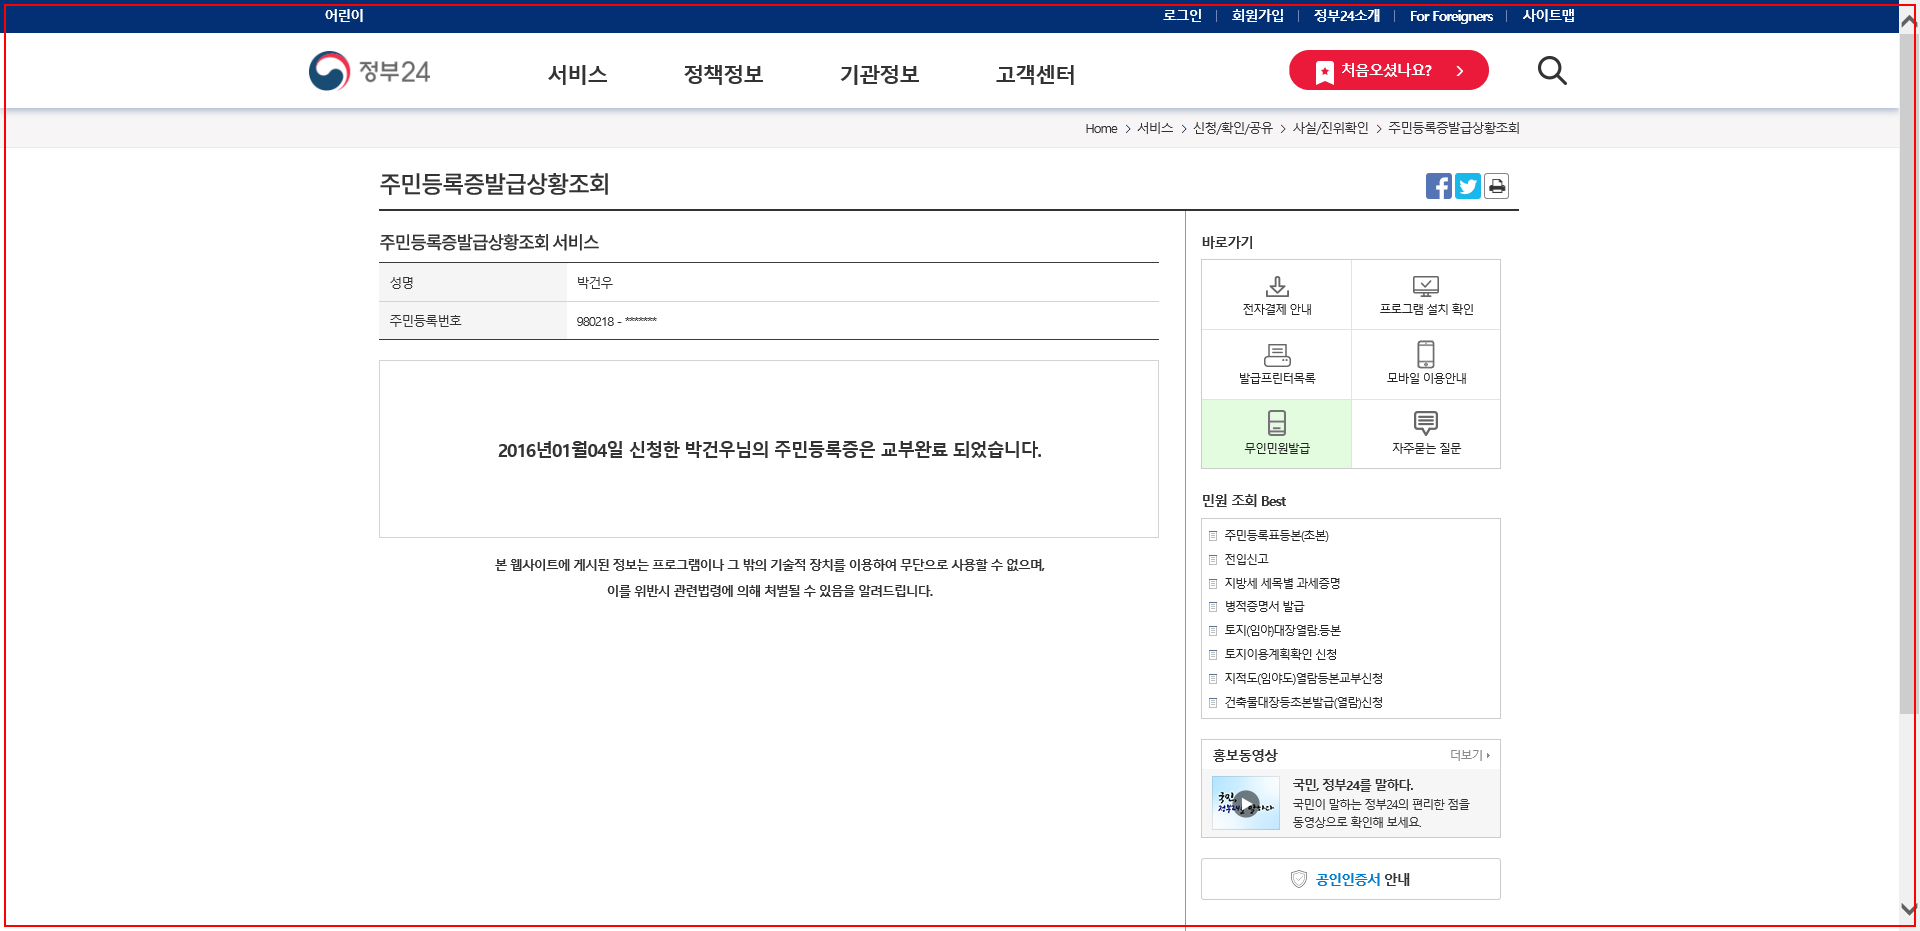 어린이
로그인 회원가입 정부24소개 For Foreigners 사이트맵
정부24 서비스 정책정보 기관정보 고객센터 처음오셨나요?
Home 서비스 신청/확인/공유 사실/진위확인 주민등록증발급상황조회
주민등록증발급상황조회
주민등록증발급상황조회 서비스
성명 박건우
주민등록번호 980218 - *******
2016년01월04일 신청한 박건우님의 주민등록증은 교부완료 되었습니다.
본 웹사이트에 게시된 정보는 프로그램이나 그 밖의 기술적 장치를 이용하여 무단으로 사용할 수 없으며,
이를 위반시 관련법령에 의해 처벌될 수 있음을 알려드립니다.
바로가기
전자결제 안내 프로그램 설치 확인
발급프린터목록 모바일 이용안내
무인민원발급 자주묻는 질문
민원 조회 Best
주민등록표등본(초본)
전입신고
지방세 세목별 과세증명
병적증명서 발급
토지(임야)대장열람.등본
토지이용계획확인 신청
지적도(임야도)열람등본교부신청
건축물대장등초본발급(열람)신청
홍보동영상 더보기
국민, 정부24를 말하다.
국민이 말하는 정부24의 편리한 점을
동영상으로 확인해 보세요.
공인인증서 안내